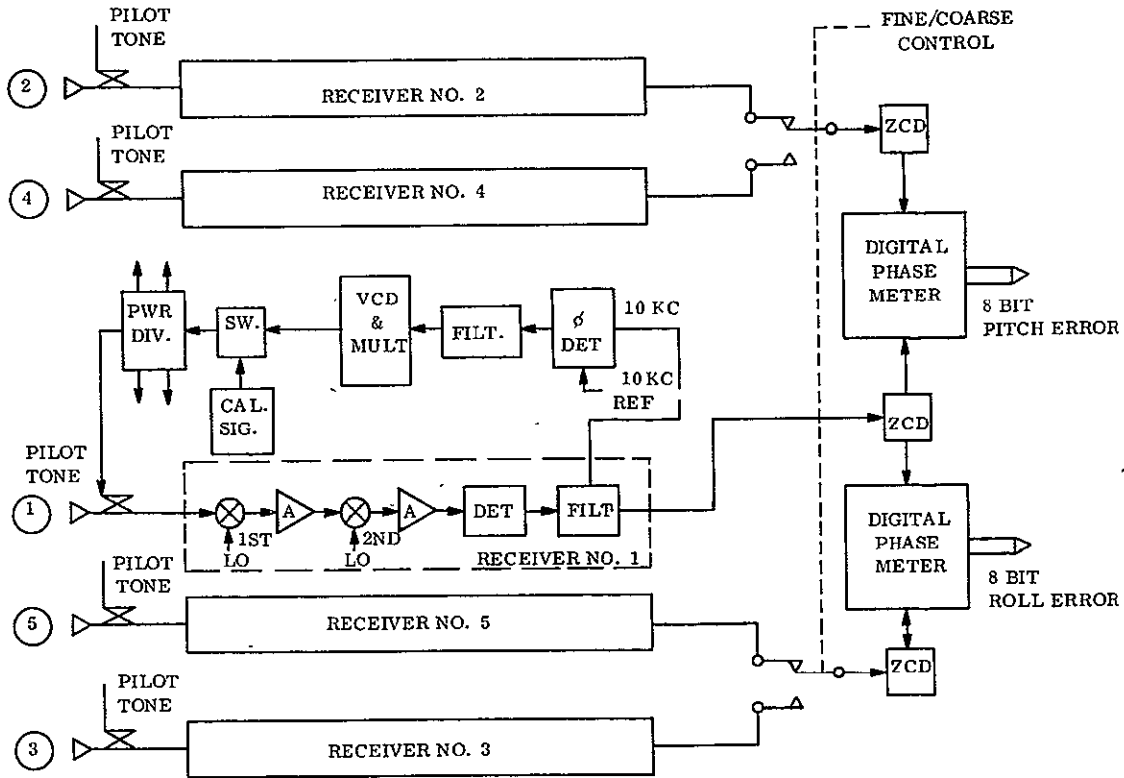 PILOT
TONE
2
RECEIVER NO. 2
FINE/COARSE
CONTROL
ZCD
PILOT
TONE
4
RECEIVER NO. 4
DIGITAL
PHASE
METER
8 BIT
PITCH ERROR
PWR
DIV.
SW.
CAL.
SIG.
VCD
&
MULT
FILT.
ø
DET
10 KC
10 KC
REF
ZCD
PILOT
TONE
1
A
A
DET
FILT
1ST
LO
2ND
LO
RECEIVER NO. 1
DIGITAL
PHASE
METER
8 BIT
ROLL ERROR
PILOT
TONE
5
RECEIVER NO. 5
ZCD
PILOT
TONE
3
RECEIVER NO. 3